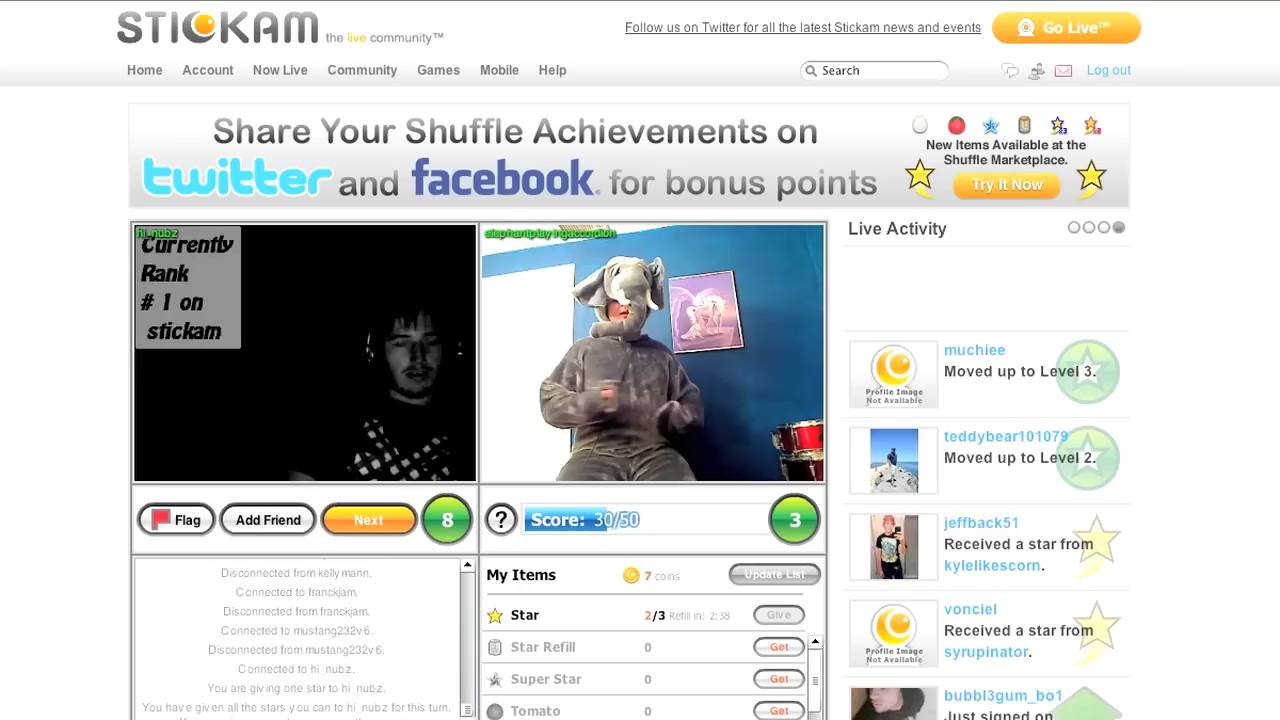 STICKAM the live community™
Follow us on Twitter for all the latest Stickam news and events
Go Live™
Home Account Now Live Community Games Mobile Help
Search
Log out
Share Your Shuffle Achievements on
twitter and facebook® for bonus points
New Items Available at the
Shuffle Marketplace.
Try It Now
hi_nubz
Currently
Rank
# 1 on
stickam
elephantplayingaccordion
Flag Add Friend Next 8
? Score: 30/50 3
Disconnected from kellymann.
Connected to franckjam.
Disconnected from franckjam.
Connected to mustang232v6.
Disconnected from mustang232v6.
Connected to hi_nubz.
You are giving one star to hi_nubz.
You have given all the stars you can to hi_nubz for this turn.
My Items 7 coins Update List
Star 2/3 Refill in: 2:38 Give
Star Refill 0 Get
Super Star 0 Get
Tomato 0 Get
Live Activity
Profile Image
Not Available
muchiee
Moved up to Level 3.
teddybear101079
Moved up to Level 2.
jeffback51
Received a star from
kylelikescorn.
Profile Image
Not Available
vonciel
Received a star from
syrupinator.
bubbl3gum_bo1
Just signed on